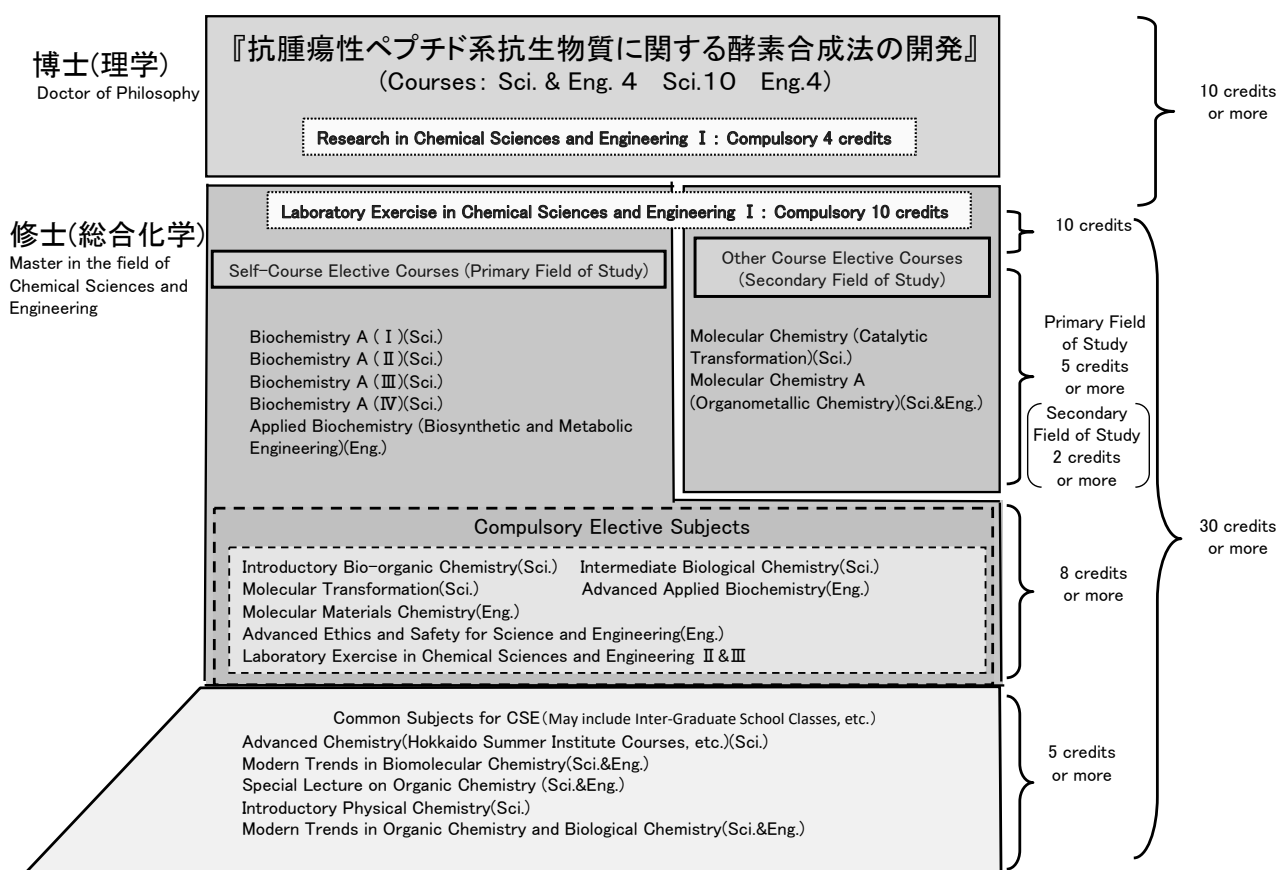 『抗腫瘍性ペプチド系抗生物質に関する酵素合成法の開発』
(Courses: Sci. & Eng. 4　Sci.10　Eng.4)
Research in Chemical Sciences and Engineering Ⅰ: Compulsory 4 credits
博士(理学)
Doctor of Philosophy
10 credits
or more
Laboratory Exercise in Chemical Sciences and Engineering Ⅰ: Compulsory 10 credits
10 credits
修士(総合化学)
Master in the field of
Chemical Sciences and
Engineering
Self-Course Elective Courses (Primary Field of Study)
Biochemistry A (Ⅰ)(Sci.)
Biochemistry A (Ⅱ)(Sci.)
Biochemistry A (Ⅲ)(Sci.)
Biochemistry A (Ⅳ)(Sci.)
Applied Biochemistry (Biosynthetic and Metabolic
Engineering)(Eng.)
Other Course Elective Courses
(Secondary Field of Study)
Molecular Chemistry (Catalytic
Transformation)(Sci.)
Molecular Chemistry A
(Organometallic Chemistry)(Sci.&Eng.)
Primary Field
of Study
5 credits
or more
Secondary
Field of Study
2 credits
or more
Compulsory Elective Subjects
Introductory Bio-organic Chemistry(Sci.)　Intermediate Biological Chemistry(Sci.)
Molecular Transformation(Sci.)　Advanced Applied Biochemistry(Eng.)
Molecular Materials Chemistry(Eng.)
Advanced Ethics and Safety for Science and Engineering(Eng.)
Laboratory Exercise in Chemical Sciences and Engineering Ⅱ&Ⅲ
8 credits
or more
30 credits
or more
Common Subjects for CSE(May include Inter-Graduate School Classes, etc.)
Advanced Chemistry(Hokkaido Summer Institute Courses, etc.)(Sci.)
Modern Trends in Biomolecular Chemistry(Sci.&Eng.)
Special Lecture on Organic Chemistry (Sci.&Eng.)
Introductory Physical Chemistry(Sci.)
Modern Trends in Organic Chemistry and Biological Chemistry(Sci.&Eng.)
5 credits
or more